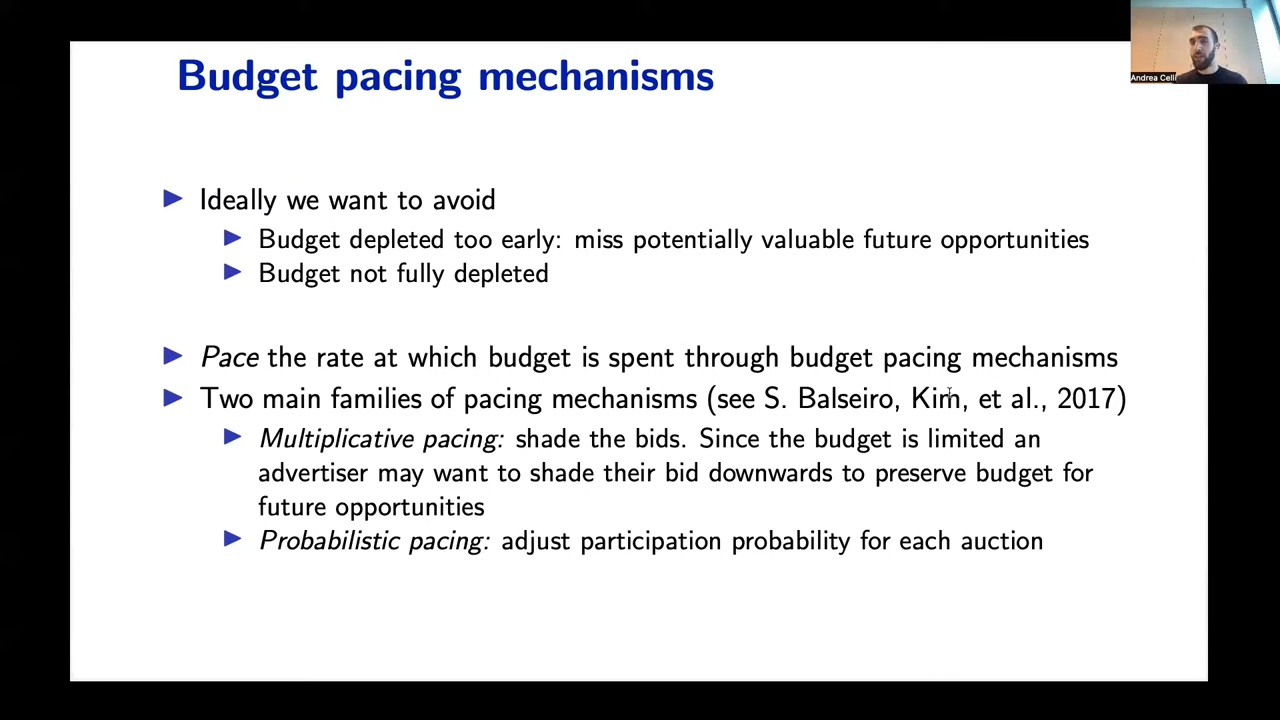 Budget pacing mechanisms
Andrea Celli
▶ Ideally we want to avoid
▶ Budget depleted too early: miss potentially valuable future opportunities
▶ Budget not fully depleted
▶ Pace the rate at which budget is spent through budget pacing mechanisms
▶ Two main families of pacing mechanisms (see S. Balseiro, Kim, et al., 2017)
▶ Multiplicative pacing: shade the bids. Since the budget is limited an
advertiser may want to shade their bid downwards to preserve budget for
future opportunities
▶ Probabilistic pacing: adjust participation probability for each auction